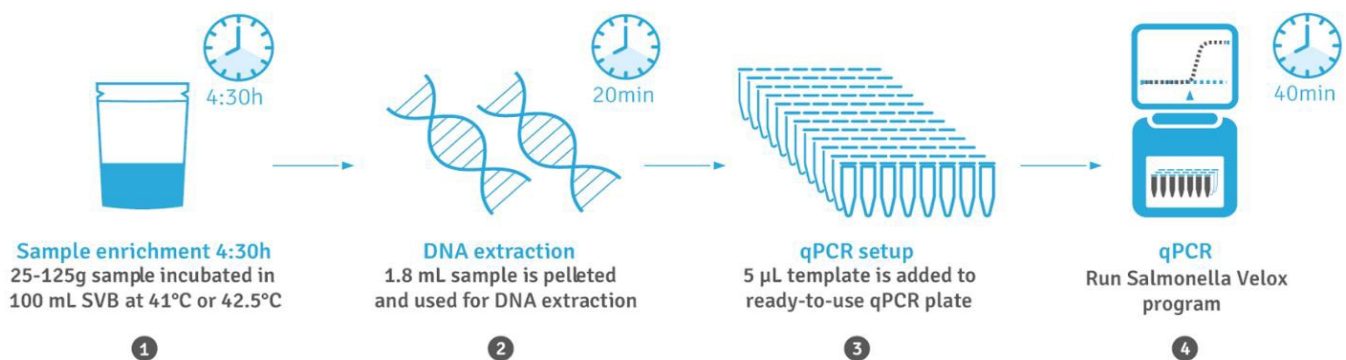 4:30h
20min
40min
Sample enrichment 4:30h
25-125g sample incubated in
100 mL SVB at 41°C or 42.5°C
1
DNA extraction
1.8 mL sample is pelleted
and used for DNA extraction
2
qPCR setup
5 µL template is added to
ready-to-use qPCR plate
3
qPCR
Run Salmonella Velox
program
4